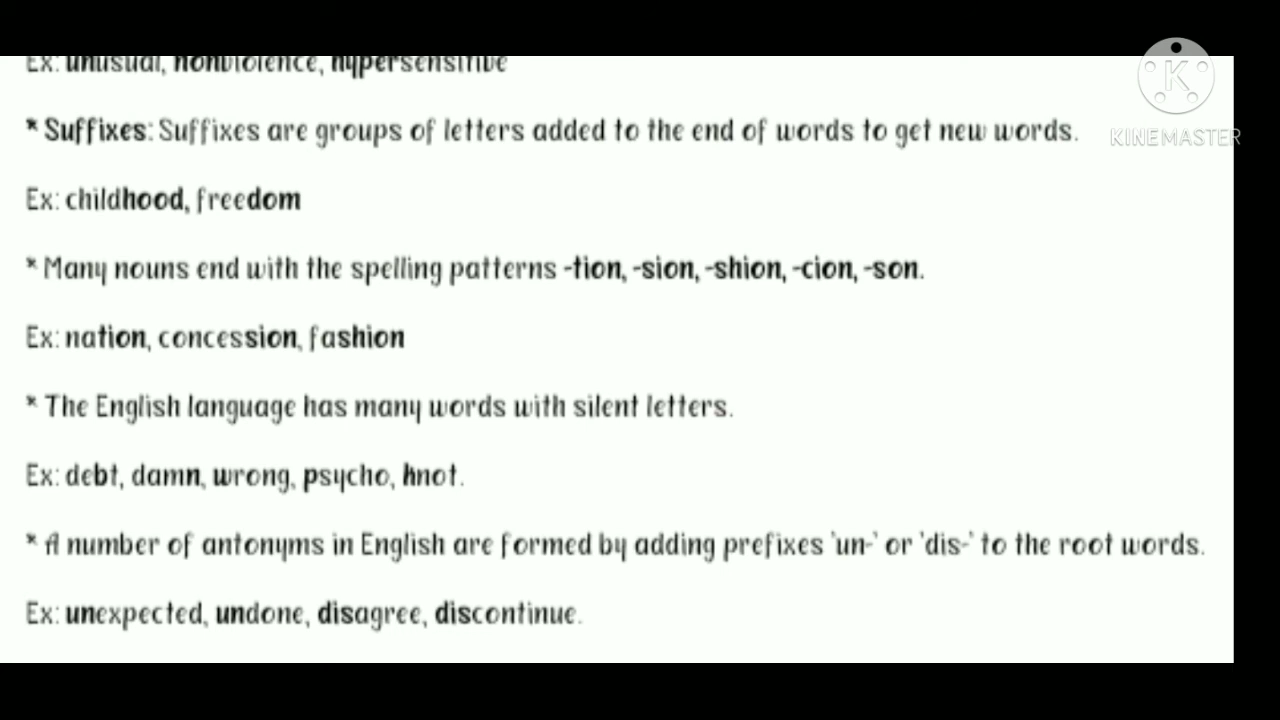 Ex: unusual, nonviolence, hypersensitive
* Suffixes: Suffixes are groups of letters added to the end of words to get new words.
Ex: childhood, freedom
* Many nouns end with the spelling patterns -tion, -sion, -shion, -cion, -son.
Ex: nation, concession, fashion
* The English language has many words with silent letters.
Ex: debt, damn, wrong, psycho, knot.
* A number of antonyms in English are formed by adding prefixes 'un-' or 'dis-' to the root words.
Ex: unexpected, undone, disagree, discontinue.
K
KINEMASTER